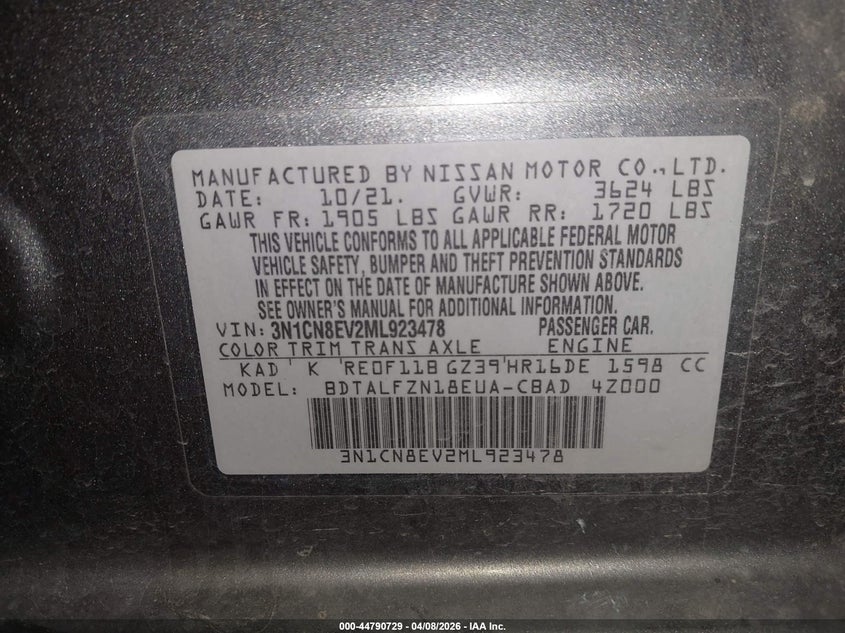 MANUFACTURED BY NISSAN MOTOR CO., LTD.
DATE: 10/21. GVWR: 3624 LBS
GAWR FR: 1905 LBS GAWR RR: 1720 LBS
THIS VEHICLE CONFORMS TO ALL APPLICABLE FEDERAL MOTOR
VEHICLE SAFETY, BUMPER AND THEFT PREVENTION STANDARDS
IN EFFECT ON THE DATE OF MANUFACTURE SHOWN ABOVE.
SEE OWNER'S MANUAL FOR ADDITIONAL INFORMATION.
VIN: 3N1CN8EV2ML923478 PASSENGER CAR.
COLOR TRIM TRANS AXLE ENGINE
KAD K RE0F11B GZ39 HR16DE 1598 CC
MODEL: BDTALFZN18EUA-CBAD 4Z000
3N1CN8EV2ML923478
000-44790729 - 04/08/2026 - IAA Inc.